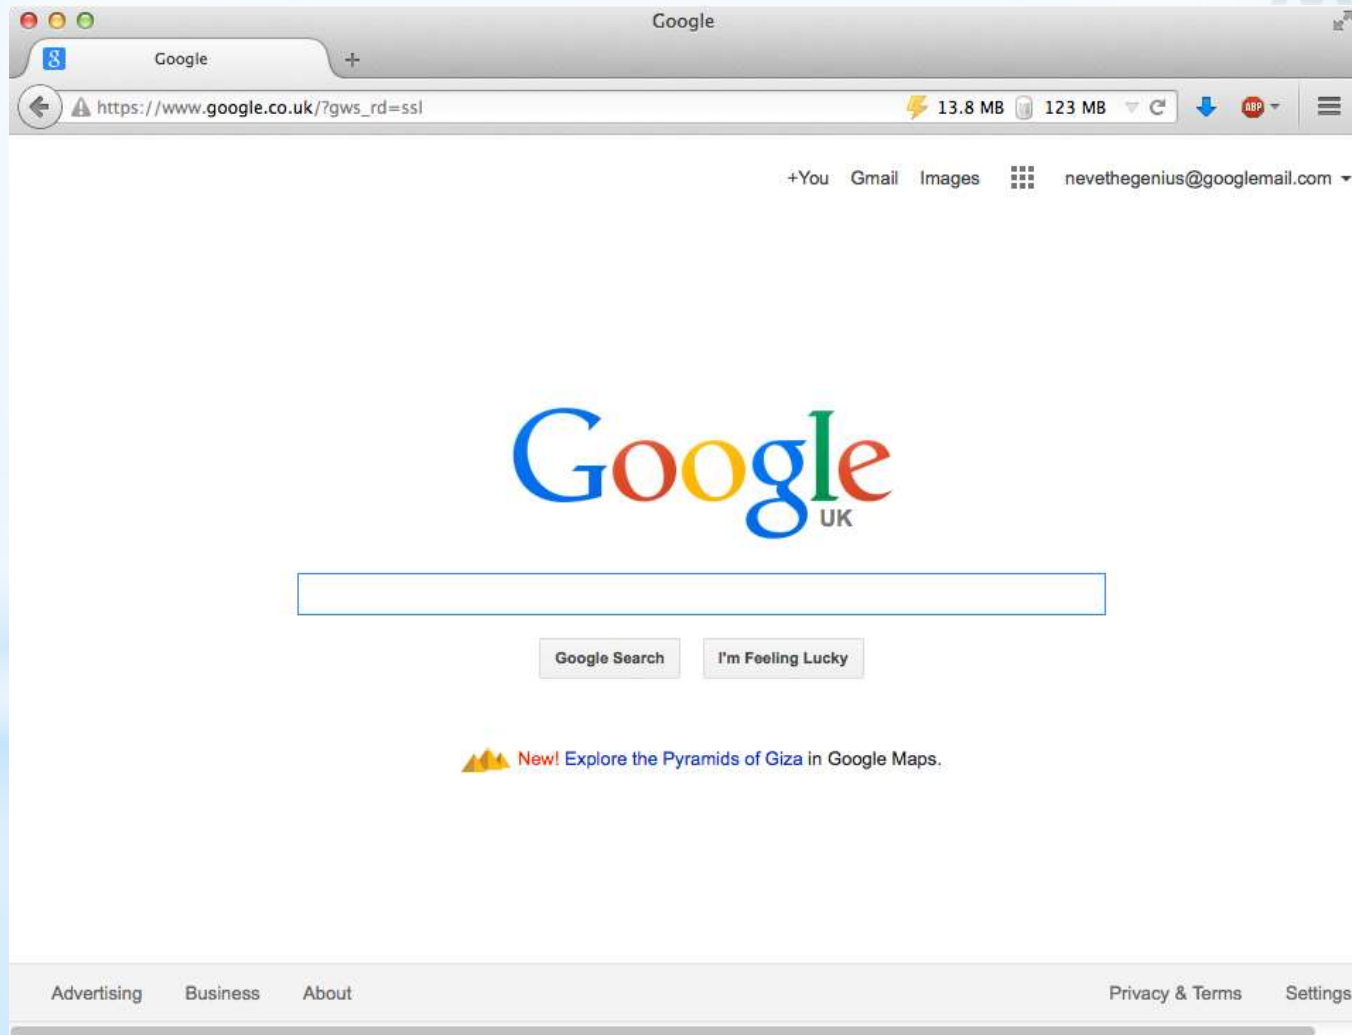 Google
Google
https://www.google.co.uk/?gws_rd=ssl 13.8 MB 123 MB ABP
+You Gmail Images nevethegenius@googlemail.com
Google
UK
Google Search I'm Feeling Lucky
New! Explore the Pyramids of Giza in Google Maps.
Advertising Business About Privacy & Terms Settings